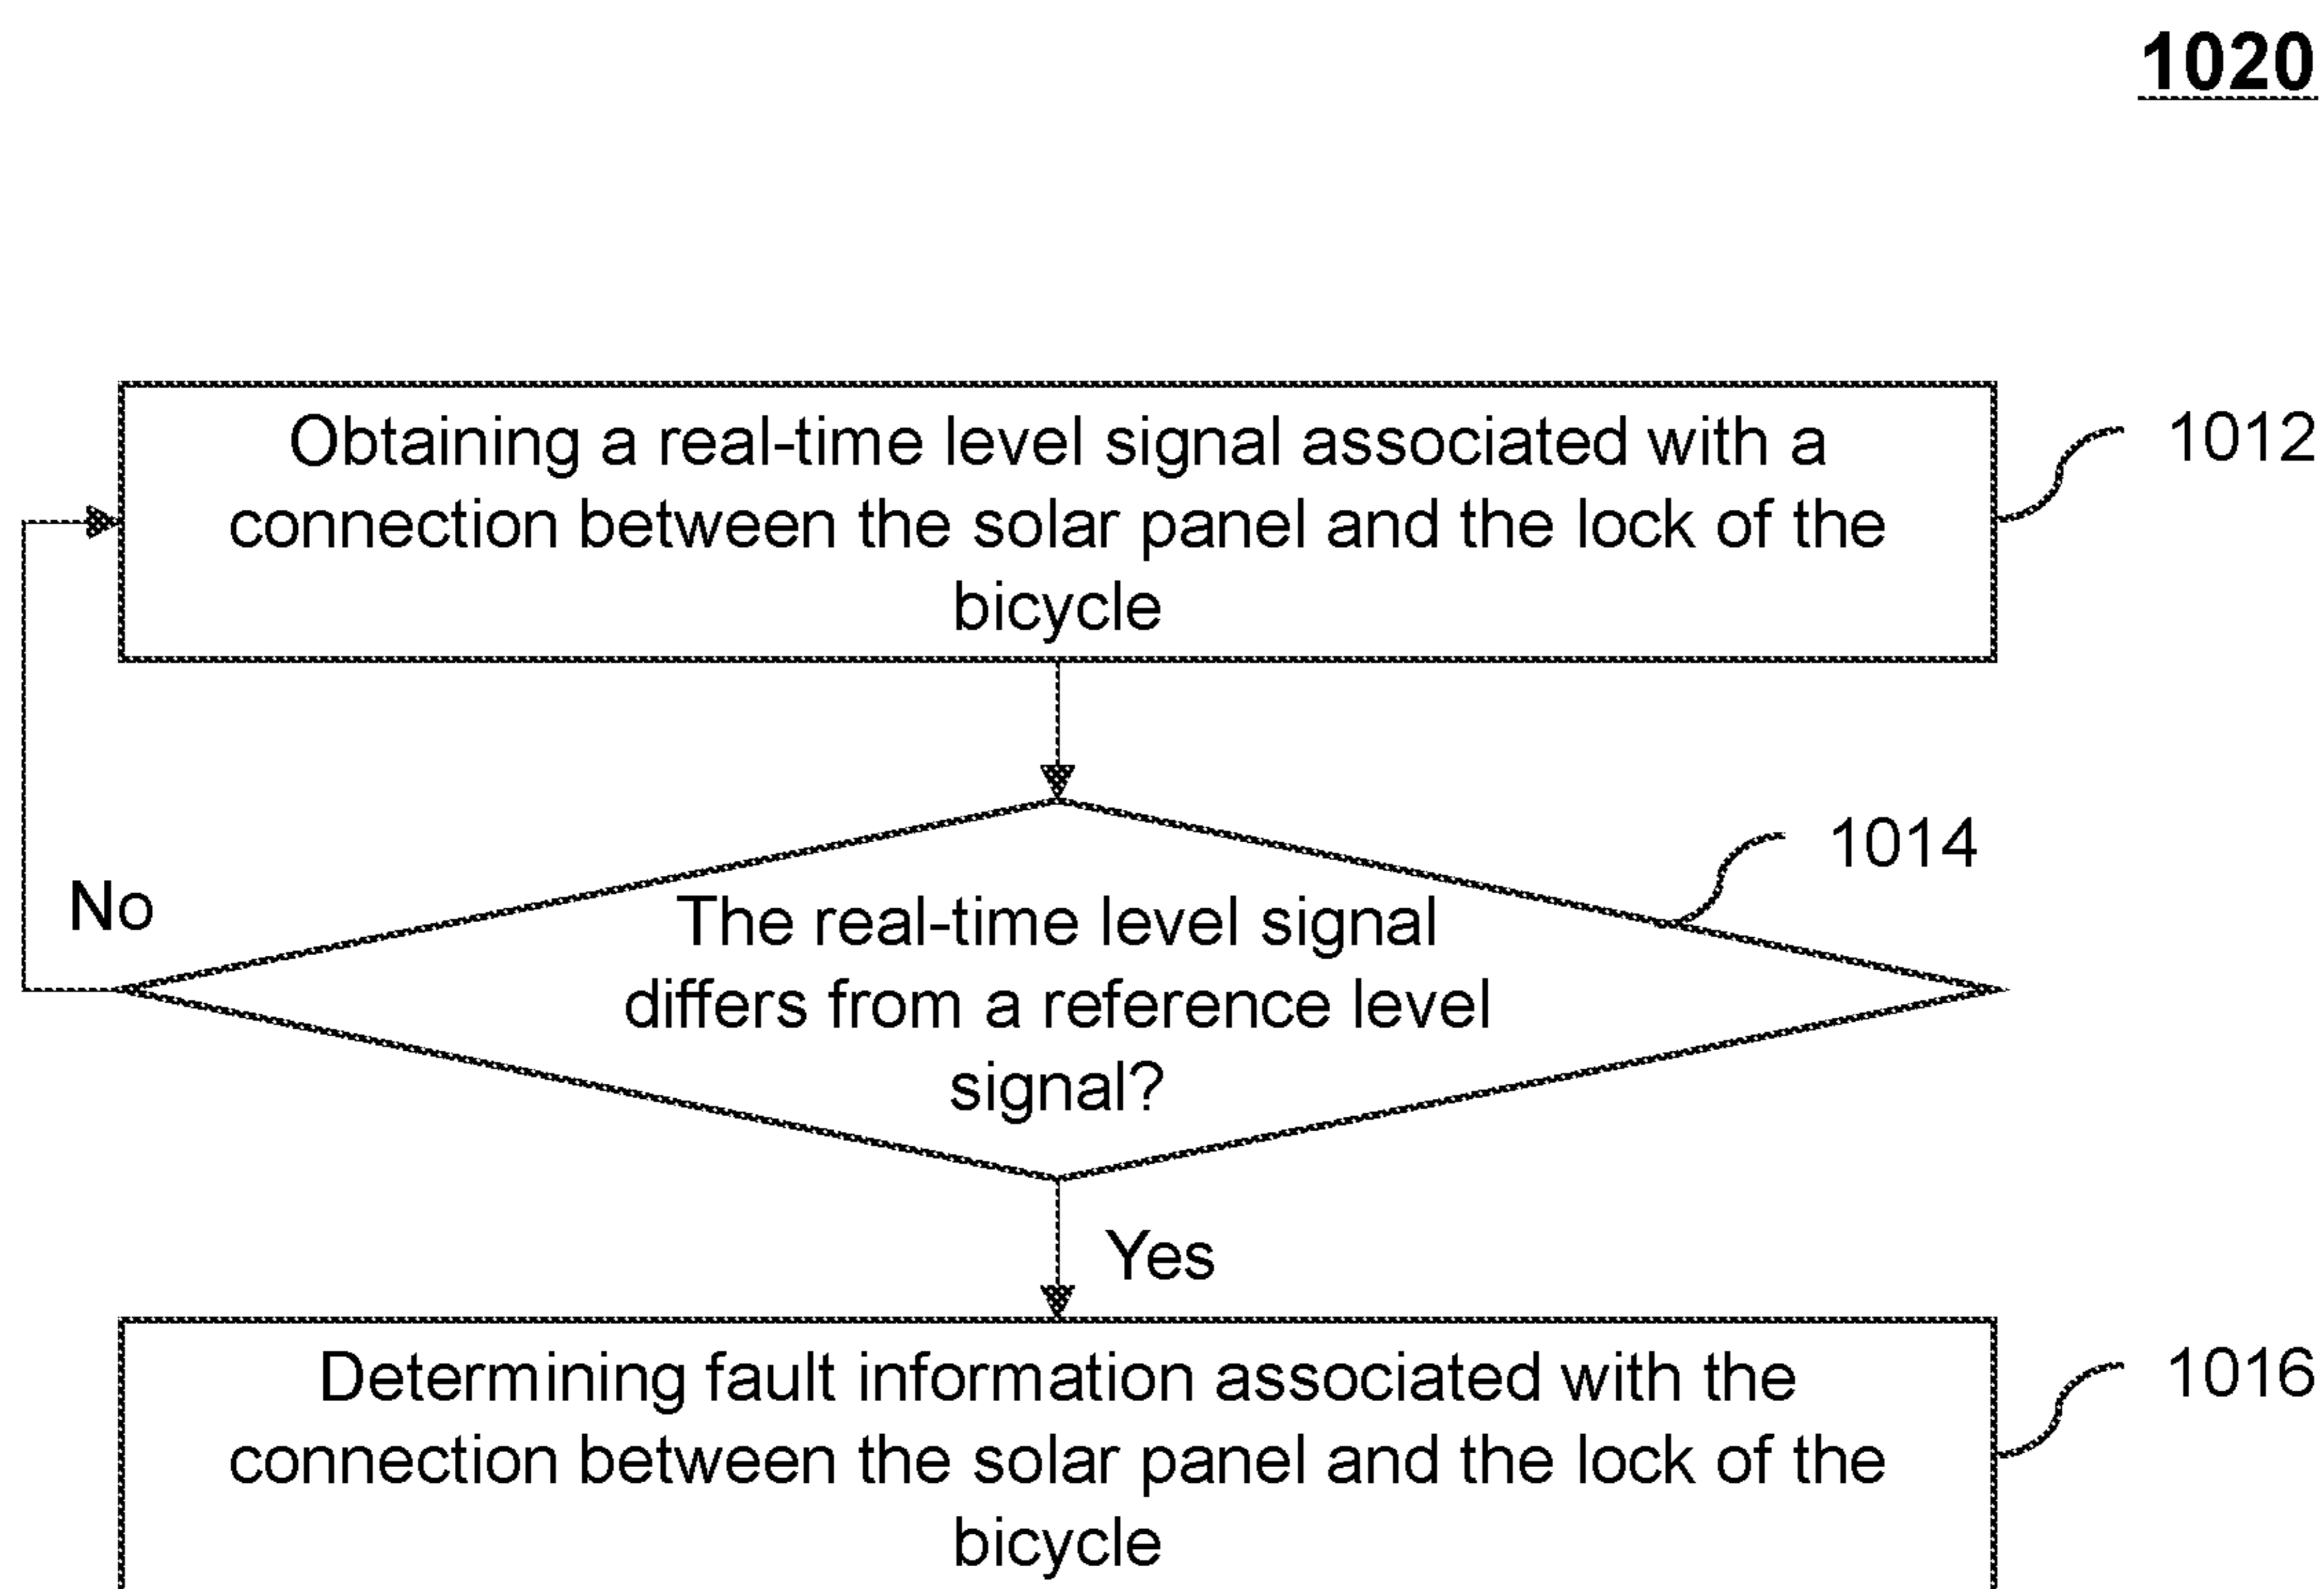 1020
Obtaining a real-time level signal associated with a
connection between the solar panel and the lock of the
bicycle
1012
1014
No
The real-time level signal
differs from a reference level
signal?
Yes
Determining fault information associated with the
connection between the solar panel and the lock of the
bicycle
1016